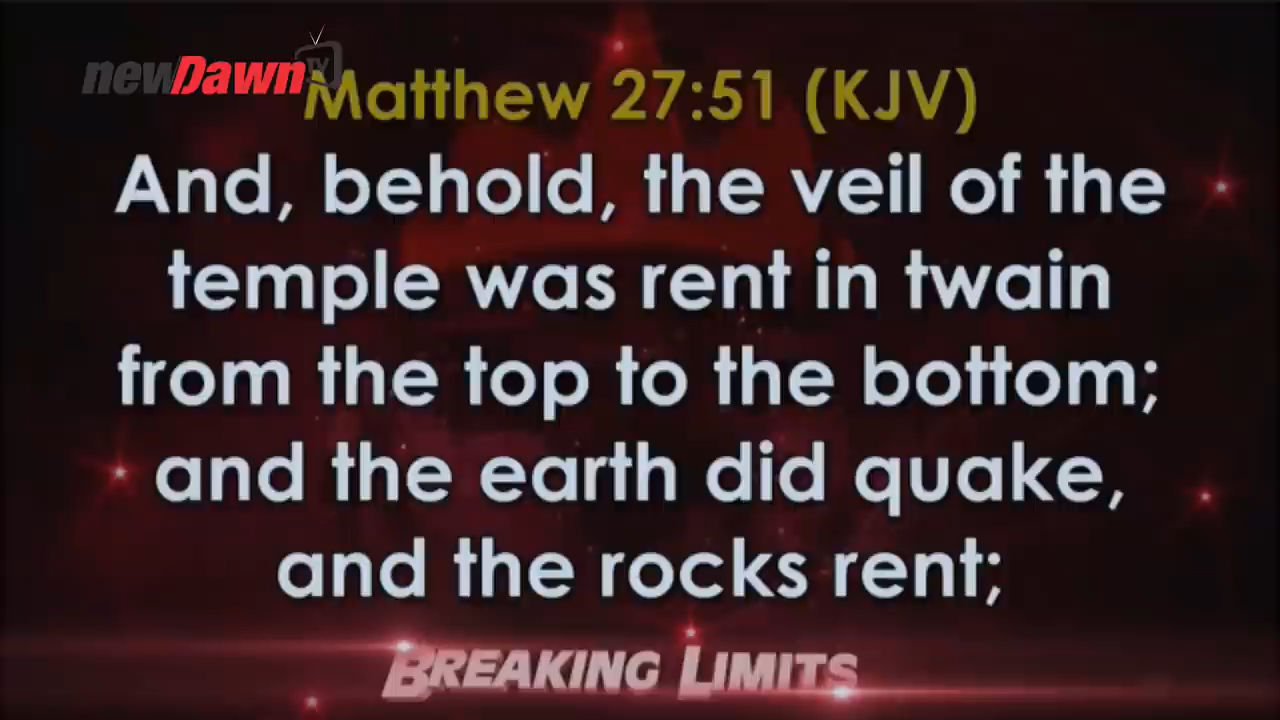 newDawn TV
Matthew 27:51 (KJV)
And, behold, the veil of the
temple was rent in twain
from the top to the bottom;
and the earth did quake,
and the rocks rent;
BREAKING LIMITS